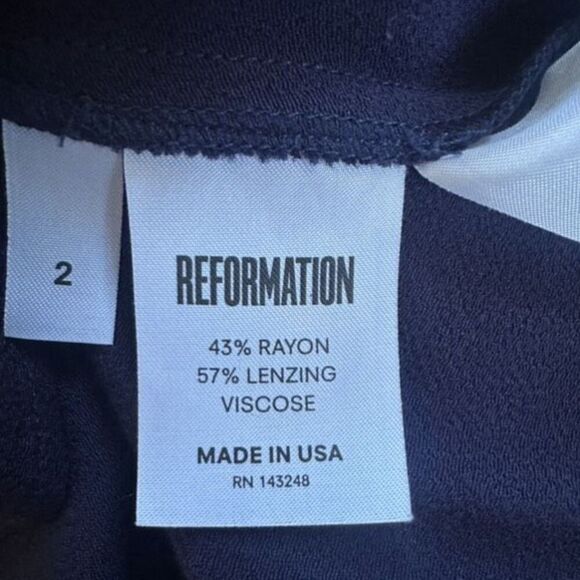 2
REFORMATION
43% RAYON
57% LENZING
VISCOSE
MADE IN USA
RN 143248